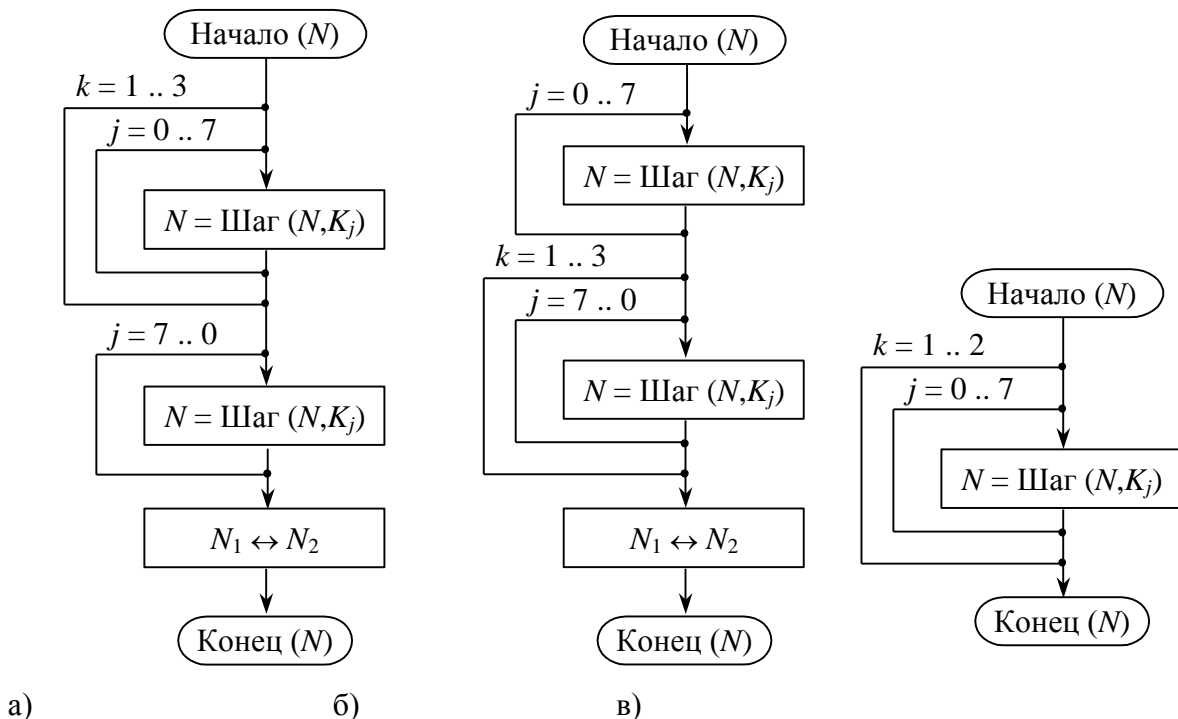 Начало (N)
k = 1 .. 3
j = 0 .. 7
N = Шаг (N,Kj)
j = 7 .. 0
N = Шаг (N,Kj)
N1 ↔ N2
Конец (N)
Начало (N)
j = 0 .. 7
N = Шаг (N,Kj)
k = 1 .. 3
j = 7 .. 0
N = Шаг (N,Kj)
N1 ↔ N2
Конец (N)
Начало (N)
k = 1 .. 2
j = 0 .. 7
N = Шаг (N,Kj)
Конец (N)
а) б) в)